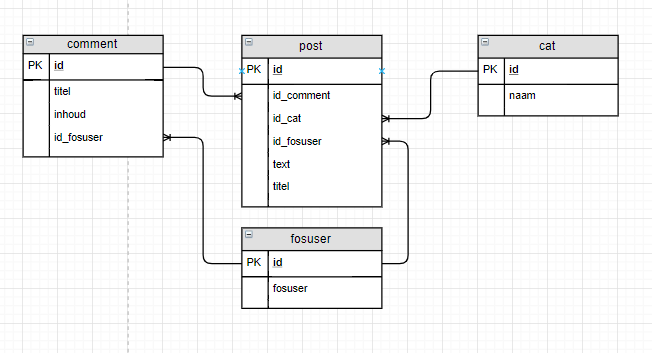 comment
PK id
titel
inhoud
id_fosuser
post
PK id
id_comment
id_cat
id_fosuser
text
titel
cat
PK id
naam
fosuser
PK id
fosuser